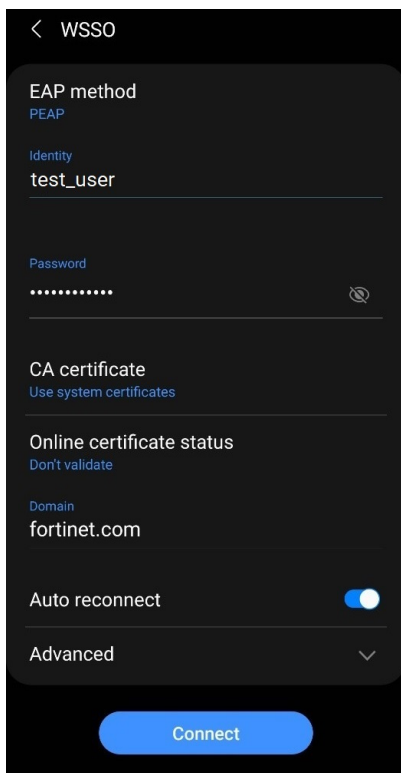 WSSO
EAP method
PEAP
Identity
test_user
Password
••••••••••••
CA certificate
Use system certificates
Online certificate status
Don't validate
Domain
fortinet.com
Auto reconnect
Advanced
Connect